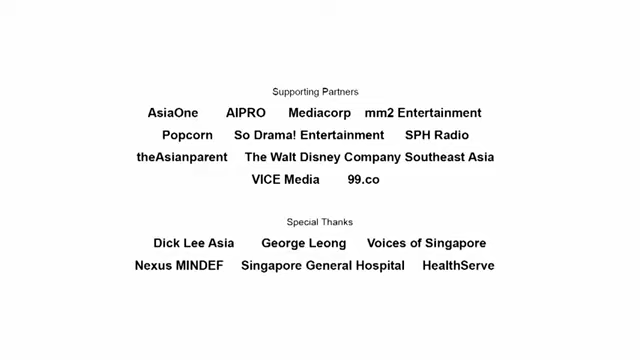 Supporting Partners
AsiaOne AIPRO Mediacorp mm2 Entertainment
Popcorn So Drama! Entertainment SPH Radio
theAsianparent The Walt Disney Company Southeast Asia
VICE Media 99.co
Special Thanks
Dick Lee Asia George Leong Voices of Singapore
Nexus MINDEF Singapore General Hospital HealthServe